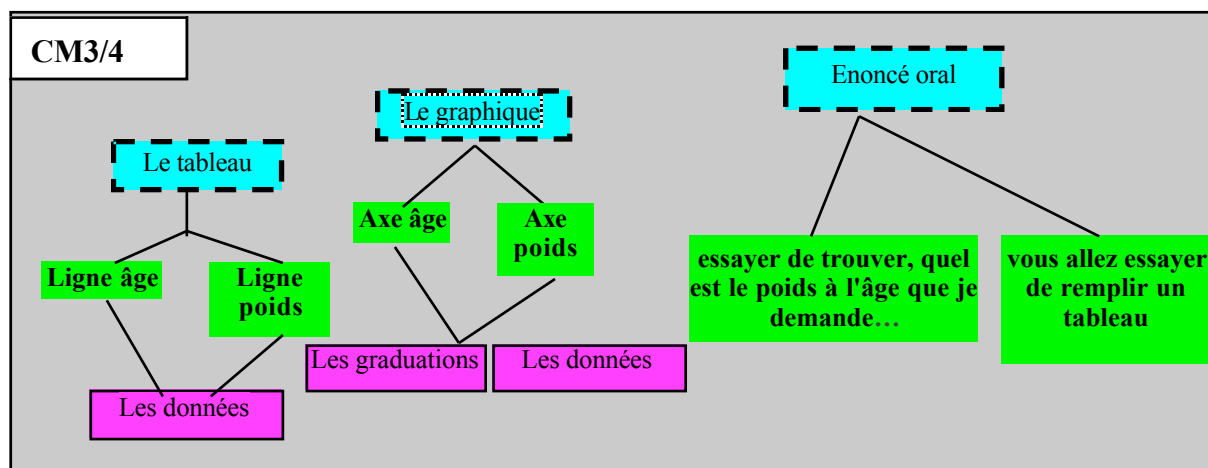 CM3/4
Le tableau
Ligne âge
Ligne
poids
Les données
Le graphique
Axe âge
Axe
poids
Les graduations
Les données
Enoncé oral
essayer de trouver, quel
est le poids à l'âge que je
demande…
vous allez essayer
de remplir un
tableau